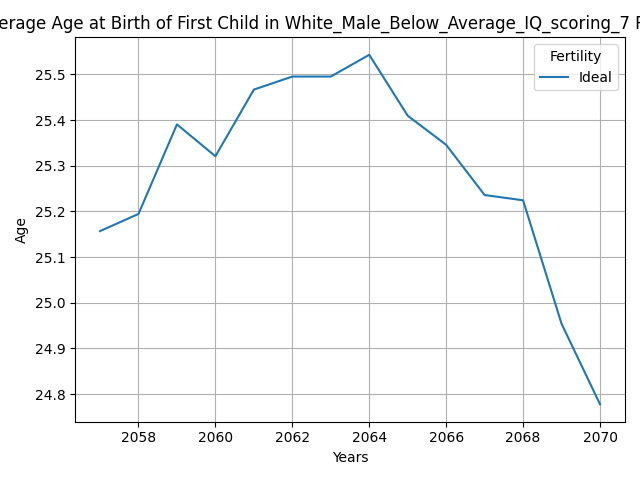 erage Age at Birth of First Child in White_Male_Below_Average_IQ_scoring_7
Fertility
Ideal
25.5
25.4
25.3
25.2
25.1
25.0
24.9
24.8
Age
2058 2060 2062 2064 2066 2068 2070
Years